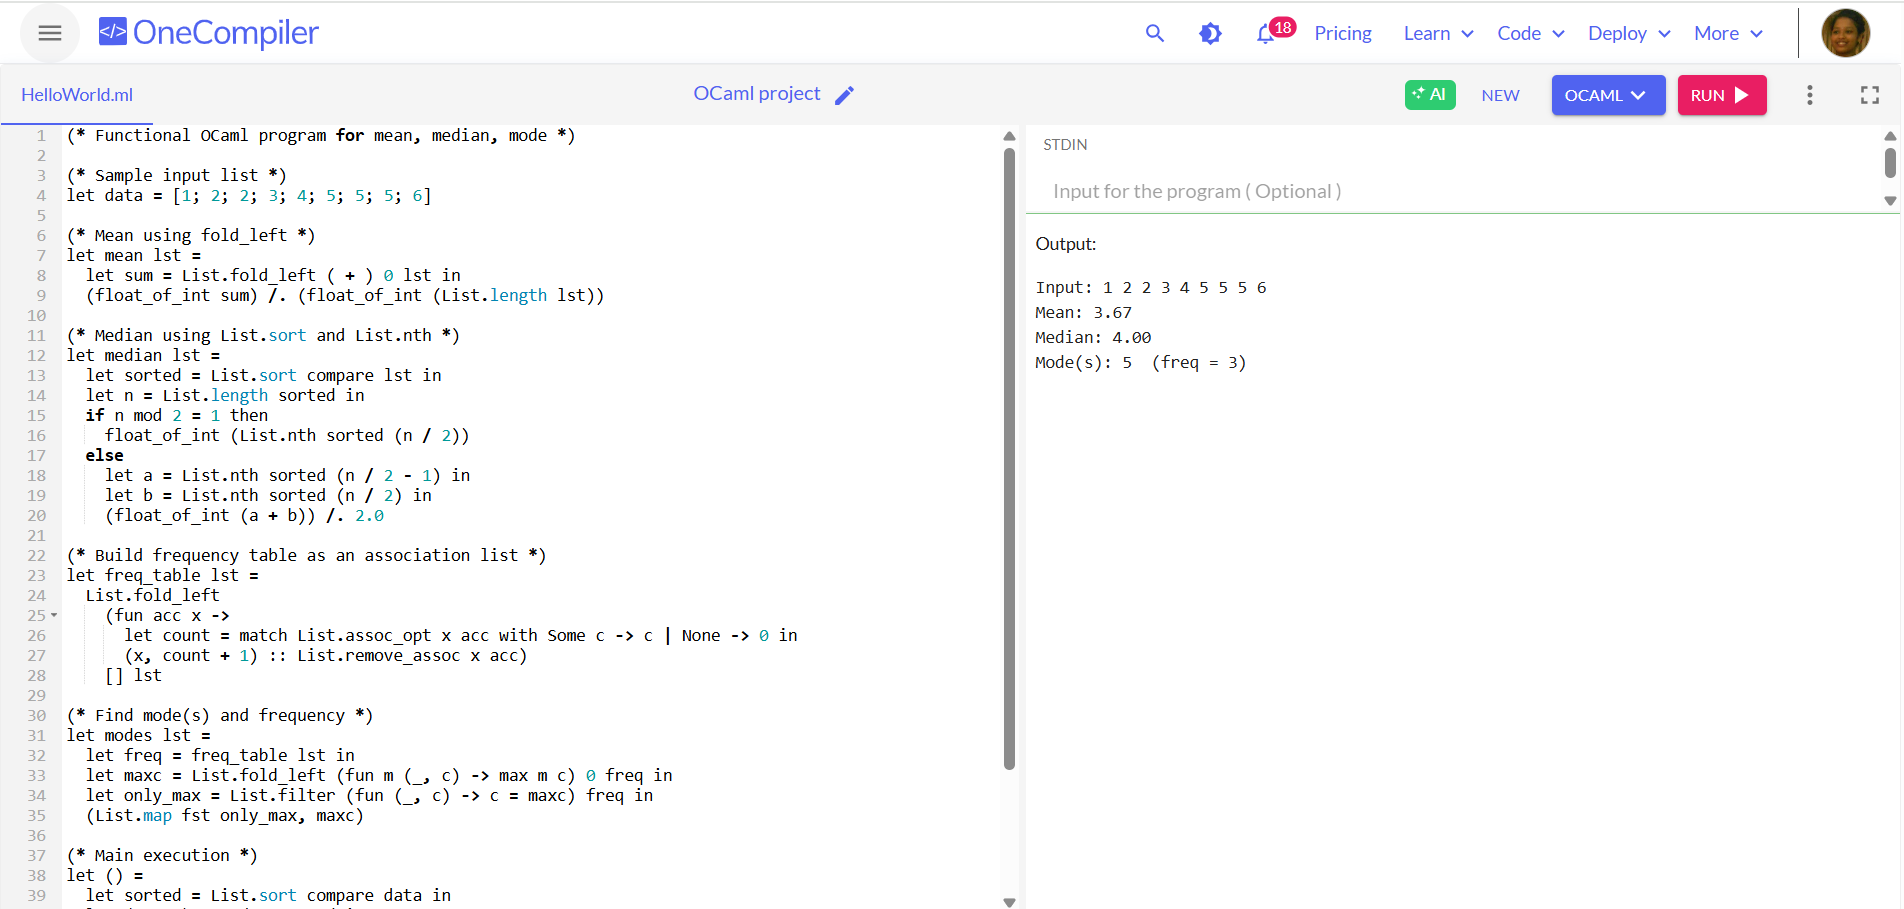 </> OneCompiler
18
Pricing
Learn
Code
Deploy
More
HelloWorld.ml
OCaml project
AI
NEW
OCAML
RUN
1 (* Functional OCaml program for mean, median, mode *)
2
3 (* Sample input list *)
4 let data = [1; 2; 2; 3; 4; 5; 5; 5; 6]
5
6 (* Mean using fold_left *)
7 let mean lst =
8   let sum = List.fold_left ( + ) 0 lst in
9   (float_of_int sum) /. (float_of_int (List.length lst))
10
11 (* Median using List.sort and List.nth *)
12 let median lst =
13   let sorted = List.sort compare lst in
14   let n = List.length sorted in
15   if n mod 2 = 1 then
16     float_of_int (List.nth sorted (n / 2))
17   else
18     let a = List.nth sorted (n / 2 - 1) in
19     let b = List.nth sorted (n / 2) in
20     (float_of_int (a + b)) /. 2.0
21
22 (* Build frequency table as an association list *)
23 let freq_table lst =
24   List.fold_left
25     (fun acc x ->
26       let count = match List.assoc_opt x acc with Some c -> c | None -> 0 in
27       (x, count + 1) :: List.remove_assoc x acc)
28     [] lst
29
30 (* Find mode(s) and frequency *)
31 let modes lst =
32   let freq = freq_table lst in
33   let maxc = List.fold_left (fun m (_, c) -> max m c) 0 freq in
34   let only_max = List.filter (fun (_, c) -> c = maxc) freq in
35   (List.map fst only_max, maxc)
36
37 (* Main execution *)
38 let () =
39   let sorted = List.sort compare data in
STDIN
Input for the program ( Optional )
Output:
Input: 1 2 2 3 4 5 5 5 6
Mean: 3.67
Median: 4.00
Mode(s): 5  (freq = 3)